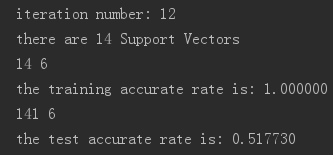 iteration number: 12
there are 14 Support Vectors
14 6
the training accurate rate is: 1.000000
141 6
the test accurate rate is: 0.517730